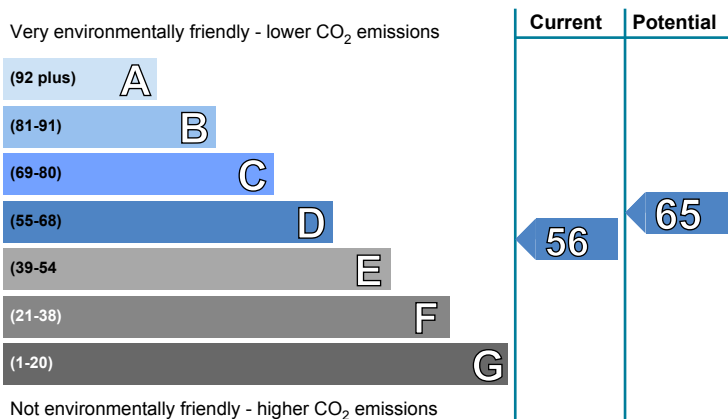 Current Potential
Very environmentally friendly - lower CO2 emissions
(92 plus) A
(81-91) B
(69-80) C
(55-68) D
(39-54 E
(21-38) F
(1-20) G
56
65
Not environmentally friendly - higher CO2 emissions